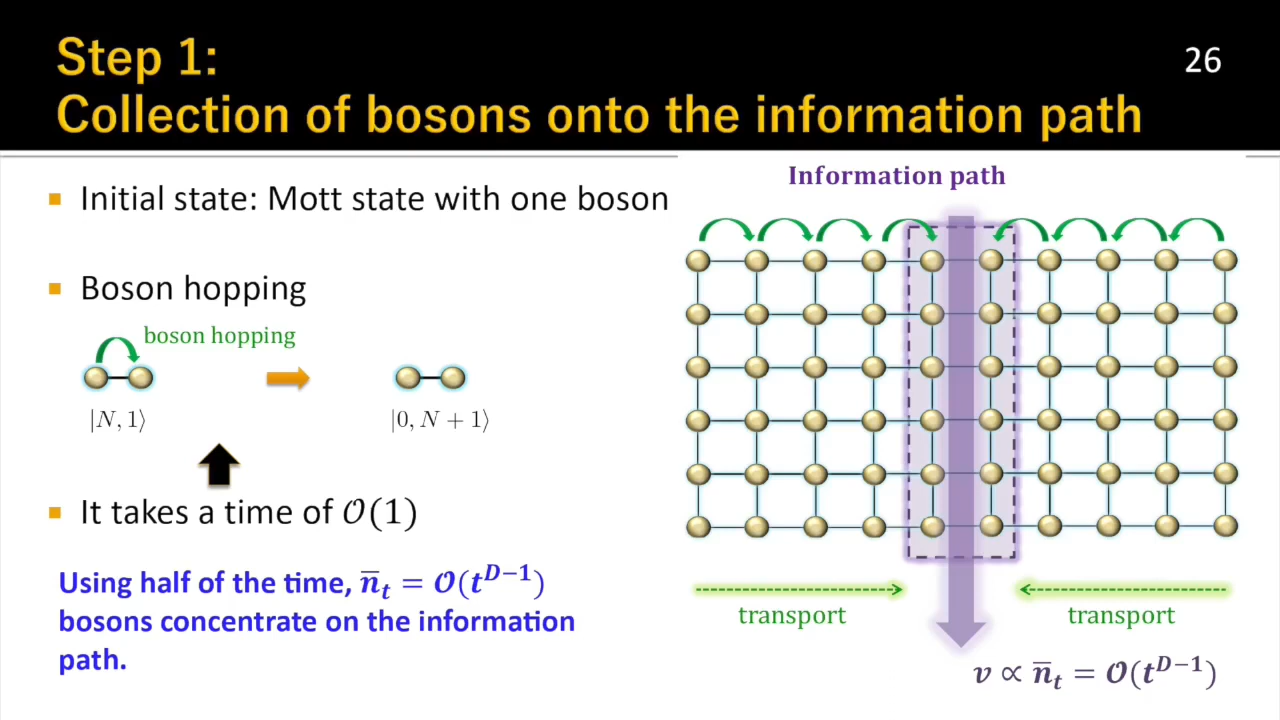 Step 1:
Collection of bosons onto the information path
26
Initial state: Mott state with one boson
Boson hopping
boson hopping
|N, 1⟩
|0, N + 1⟩
It takes a time of 𝒪(1)
Using half of the time, n̄ₜ = 𝒪(t^{D−1})
bosons concentrate on the information
path.
Information path
transport
transport
v ∝ n̄ₜ = 𝒪(t^{D−1})